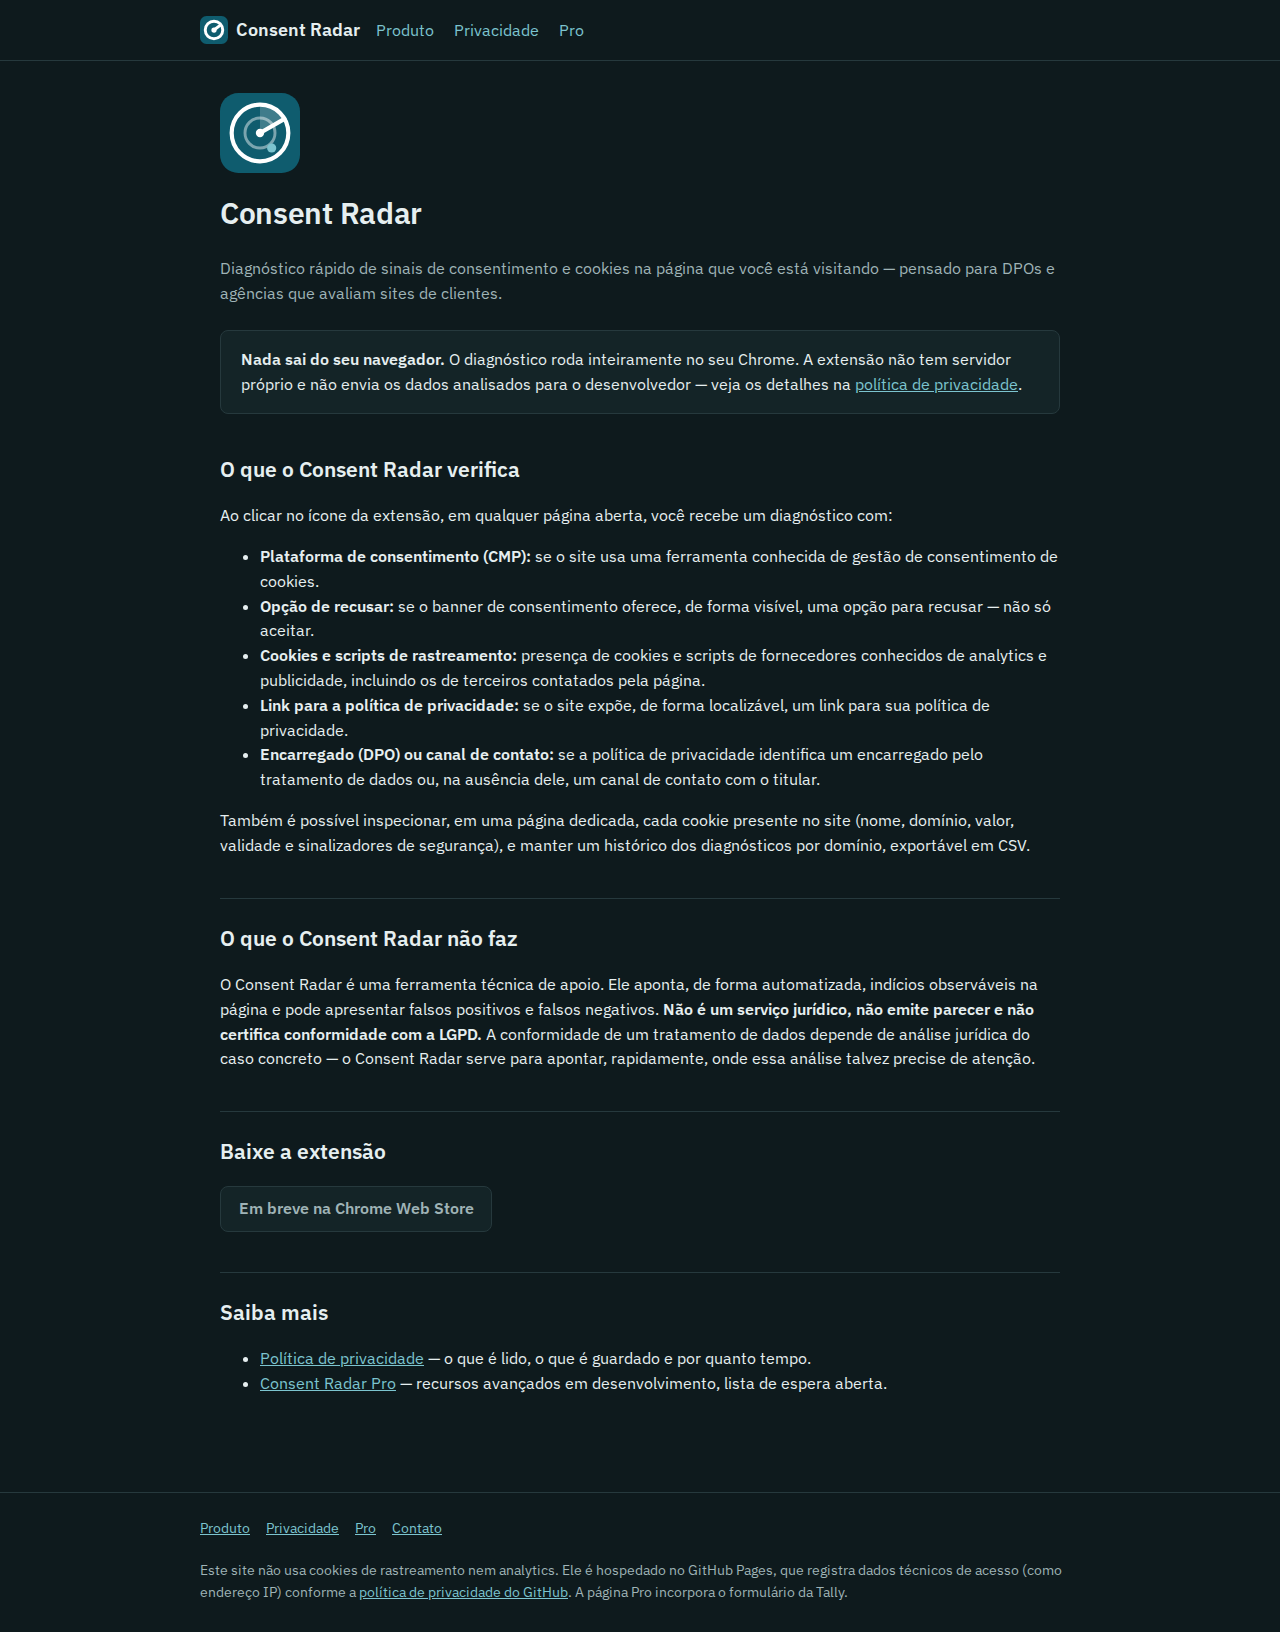 Consent Radar Produto Privacidade Pro
Consent Radar
Diagnóstico rápido de sinais de consentimento e cookies na página que você está visitando — pensado para DPOs e
agências que avaliam sites de clientes.
Nada sai do seu navegador. O diagnóstico roda inteiramente no seu Chrome. A extensão não tem servidor
próprio e não envia os dados analisados para o desenvolvedor — veja os detalhes na política de privacidade.
O que o Consent Radar verifica
Ao clicar no ícone da extensão, em qualquer página aberta, você recebe um diagnóstico com:
• Plataforma de consentimento (CMP): se o site usa uma ferramenta conhecida de gestão de consentimento de
cookies.
• Opção de recusar: se o banner de consentimento oferece, de forma visível, uma opção para recusar — não só
aceitar.
• Cookies e scripts de rastreamento: presença de cookies e scripts de fornecedores conhecidos de analytics e
publicidade, incluindo os de terceiros contatados pela página.
• Link para a política de privacidade: se o site expõe, de forma localizável, um link para sua política de
privacidade.
• Encarregado (DPO) ou canal de contato: se a política de privacidade identifica um encarregado pelo
tratamento de dados ou, na ausência dele, um canal de contato com o titular.
Também é possível inspecionar, em uma página dedicada, cada cookie presente no site (nome, domínio, valor,
validade e sinalizadores de segurança), e manter um histórico dos diagnósticos por domínio, exportável em CSV.
O que o Consent Radar não faz
O Consent Radar é uma ferramenta técnica de apoio. Ele aponta, de forma automatizada, indícios observáveis na
página e pode apresentar falsos positivos e falsos negativos. Não é um serviço jurídico, não emite parecer e não
certifica conformidade com a LGPD. A conformidade de um tratamento de dados depende de análise jurídica do
caso concreto — o Consent Radar serve para apontar, rapidamente, onde essa análise talvez precise de atenção.
Baixe a extensão
Em breve na Chrome Web Store
Saiba mais
• Política de privacidade — o que é lido, o que é guardado e por quanto tempo.
• Consent Radar Pro — recursos avançados em desenvolvimento, lista de espera aberta.
Produto Privacidade Pro Contato
Este site não usa cookies de rastreamento nem analytics. Ele é hospedado no GitHub Pages, que registra dados técnicos de acesso (como
endereço IP) conforme a política de privacidade do GitHub. A página Pro incorpora o formulário da Tally.